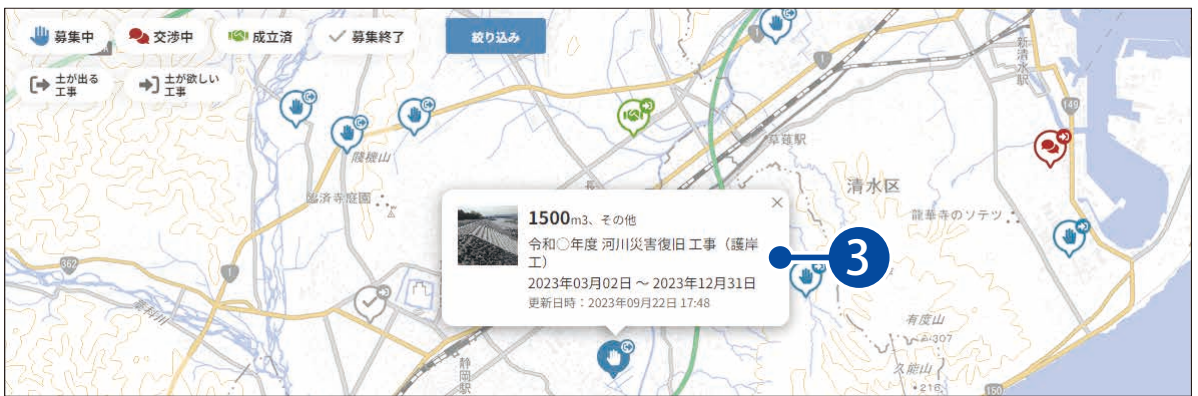 募集中
交渉中
成立済
募集終了
絞り込み
土が出る
工事
土が欲しい
工事
新清水駅
1
1
149
草薙駅
賤機山
臨済寺庭園
長
清水区
龍華寺のソテツ
1500m3、その他
令和○年度 河川災害復旧 工事（護岸
工）
2023年03月02日 ～ 2023年12月31日
更新日時：2023年09月22日 17:48
3
362
1
藁科川
静岡駅
有度山
307
久能山
216
150